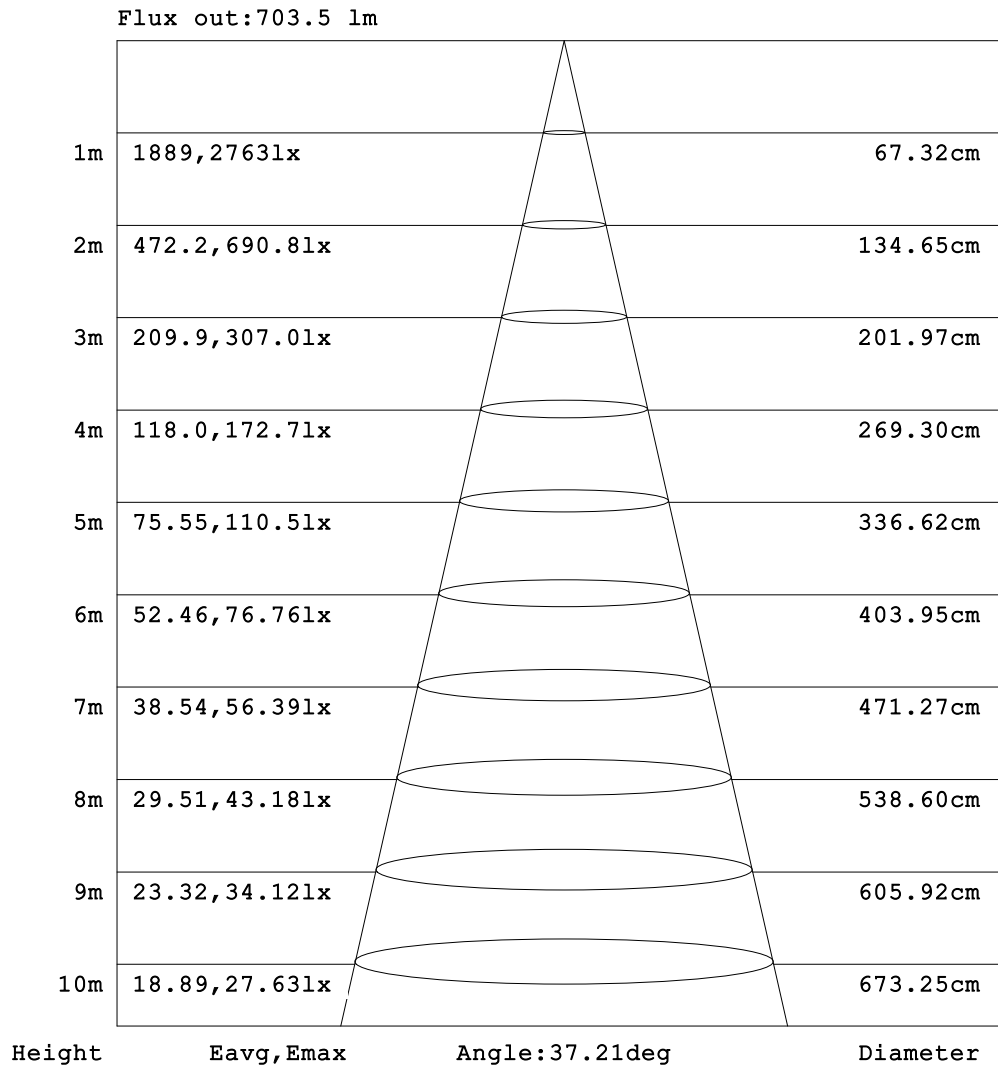 Flux out:703.5 lm
1m 1889,2763lx 67.32cm
2m 472.2,690.8lx 134.65cm
3m 209.9,307.0lx 201.97cm
4m 118.0,172.7lx 269.30cm
5m 75.55,110.5lx 336.62cm
6m 52.46,76.76lx 403.95cm
7m 38.54,56.39lx 471.27cm
8m 29.51,43.18lx 538.60cm
9m 23.32,34.12lx 605.92cm
10m 18.89,27.63lx 673.25cm
Height Eavg,Emax Angle:37.21deg Diameter